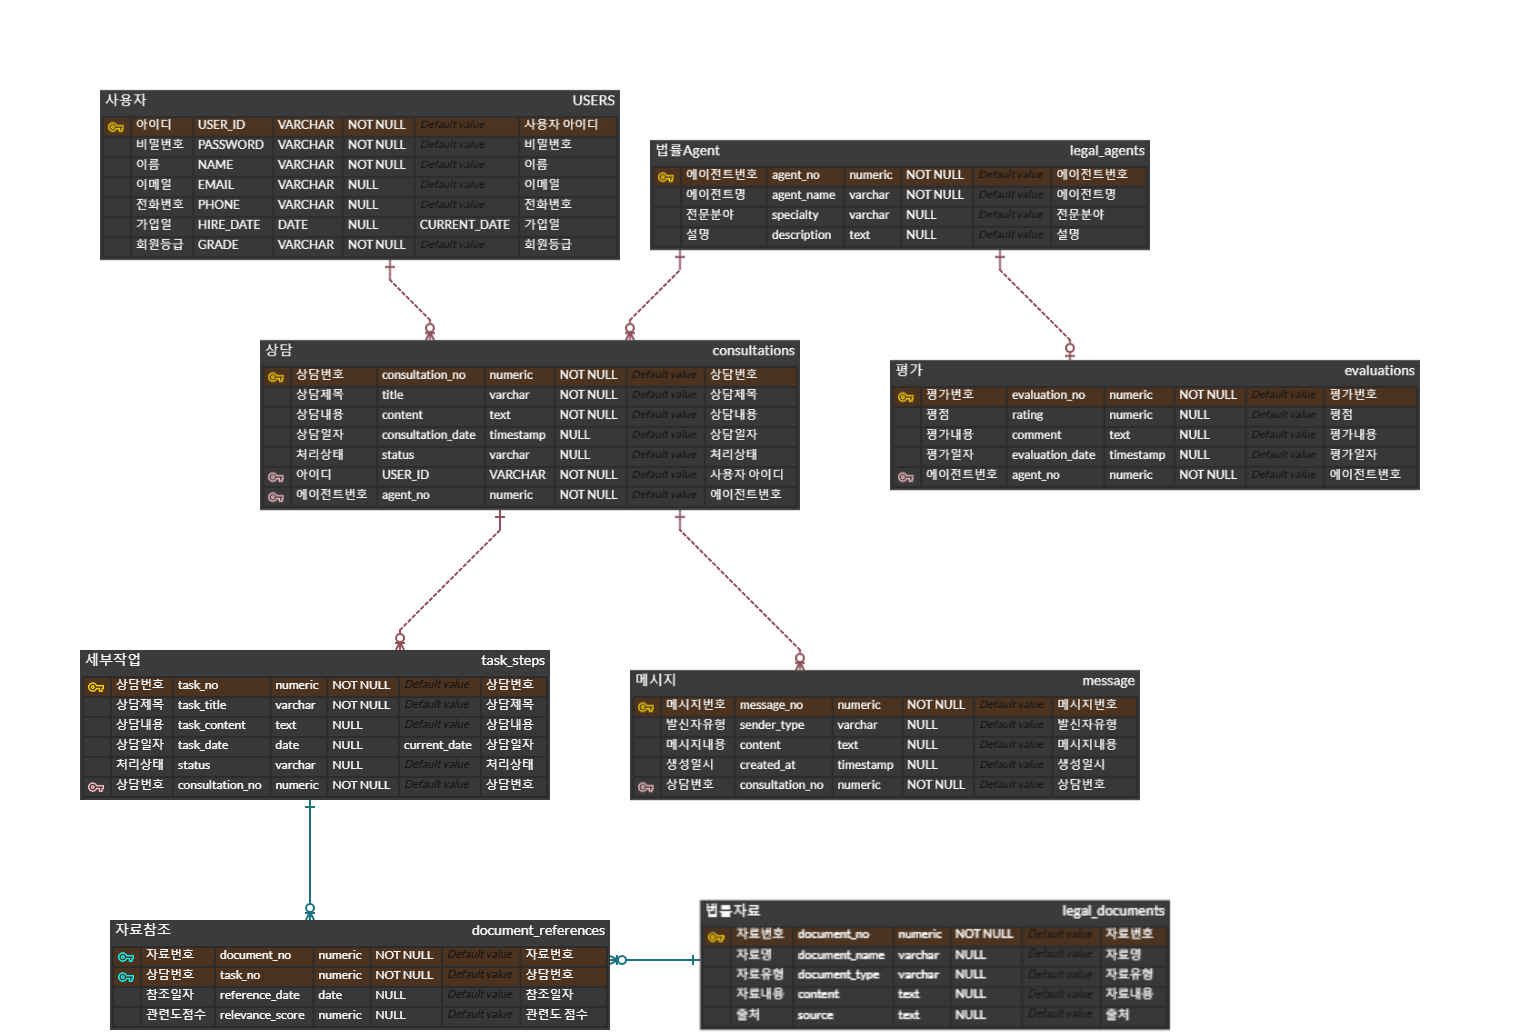 사용자 USERS
아이디 USER_ID VARCHAR NOT NULL Default value 사용자 아이디
비밀번호 PASSWORD VARCHAR NOT NULL Default value 비밀번호
이름 NAME VARCHAR NOT NULL Default value 이름
이메일 EMAIL VARCHAR NULL Default value 이메일
전화번호 PHONE VARCHAR NULL Default value 전화번호
가입일 HIRE_DATE DATE NULL CURRENT_DATE 가입일
회원등급 GRADE VARCHAR NOT NULL Default value 회원등급
법률Agent legal_agents
에이전트번호 agent_no numeric NOT NULL Default value 에이전트번호
에이전트명 agent_name varchar NOT NULL Default value 에이전트명
전문분야 specialty varchar NULL Default value 전문분야
설명 description text NULL Default value 설명
상담 consultations
상담번호 consultation_no numeric NOT NULL Default value 상담번호
상담제목 title varchar NOT NULL Default value 상담제목
상담내용 content text NOT NULL Default value 상담내용
상담일자 consultation_date timestamp NULL Default value 상담일자
처리상태 status varchar NULL Default value 처리상태
아이디 USER_ID VARCHAR NOT NULL Default value 사용자 아이디
에이전트번호 agent_no numeric NOT NULL Default value 에이전트번호
평가 evaluations
평가번호 evaluation_no numeric NOT NULL Default value 평가번호
평점 rating numeric NULL Default value 평점
평가내용 comment text NULL Default value 평가내용
평가일자 evaluation_date timestamp NULL Default value 평가일자
에이전트번호 agent_no numeric NOT NULL Default value 에이전트번호
세부작업 task_steps
상담번호 task_no numeric NOT NULL Default value 상담번호
상담제목 task_title varchar NOT NULL Default value 상담제목
상담내용 task_content text NULL Default value 상담내용
상담일자 task_date date NULL current_date 상담일자
처리상태 status varchar NULL Default value 처리상태
상담번호 consultation_no numeric NOT NULL Default value 상담번호
메시지 message
메시지번호 message_no numeric NOT NULL Default value 메시지번호
발신자유형 sender_type varchar NULL Default value 발신자유형
메시지내용 content text NULL Default value 메시지내용
생성일시 created_at timestamp NULL Default value 생성일시
상담번호 consultation_no numeric NOT NULL Default value 상담번호
자료참조 document_references
자료번호 document_no numeric NOT NULL Default value 자료번호
상담번호 task_no numeric NOT NULL Default value 상담번호
참조일자 reference_date date NULL Default value 참조일자
관련도점수 relevance_score numeric NULL Default value 관련도 점수
법률자료 legal_documents
자료번호 document_no numeric NOT NULL Default value 자료번호
자료명 document_name varchar NULL Default value 자료명
자료유형 document_type varchar NULL Default value 자료유형
자료내용 content text NULL Default value 자료내용
출처 source text NULL Default value 출처